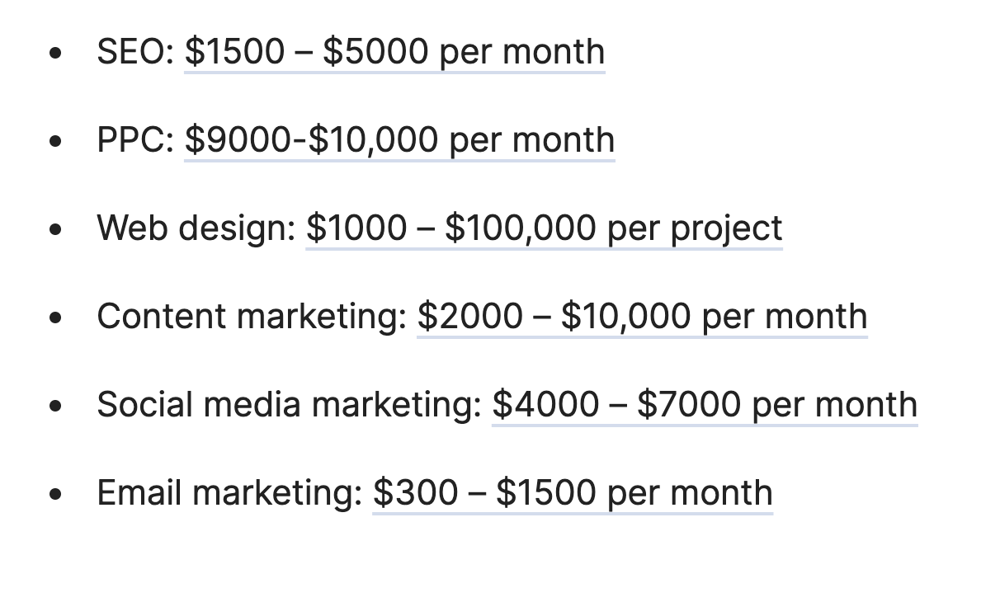 • SEO: $1500 – $5000 per month
• PPC: $9000-$10,000 per month
• Web design: $1000 – $100,000 per project
• Content marketing: $2000 – $10,000 per month
• Social media marketing: $4000 – $7000 per month
• Email marketing: $300 – $1500 per month